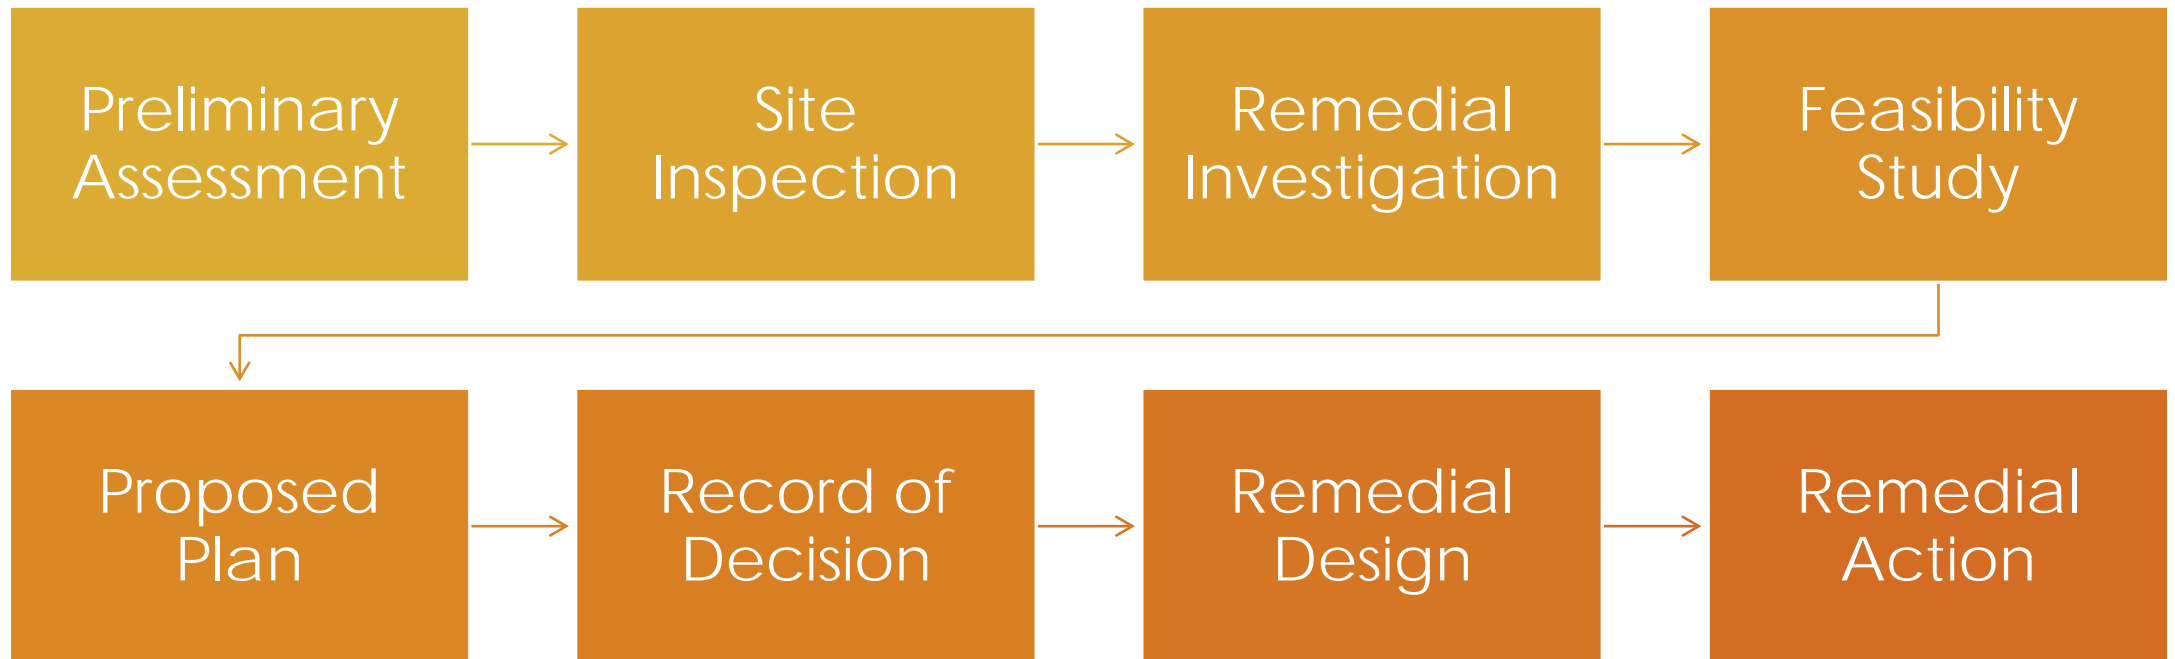 Preliminary
Assessment
Site
Inspection
Remedial
Investigation
Feasibility
Study
Proposed
Plan
Record of
Decision
Remedial
Design
Remedial
Action